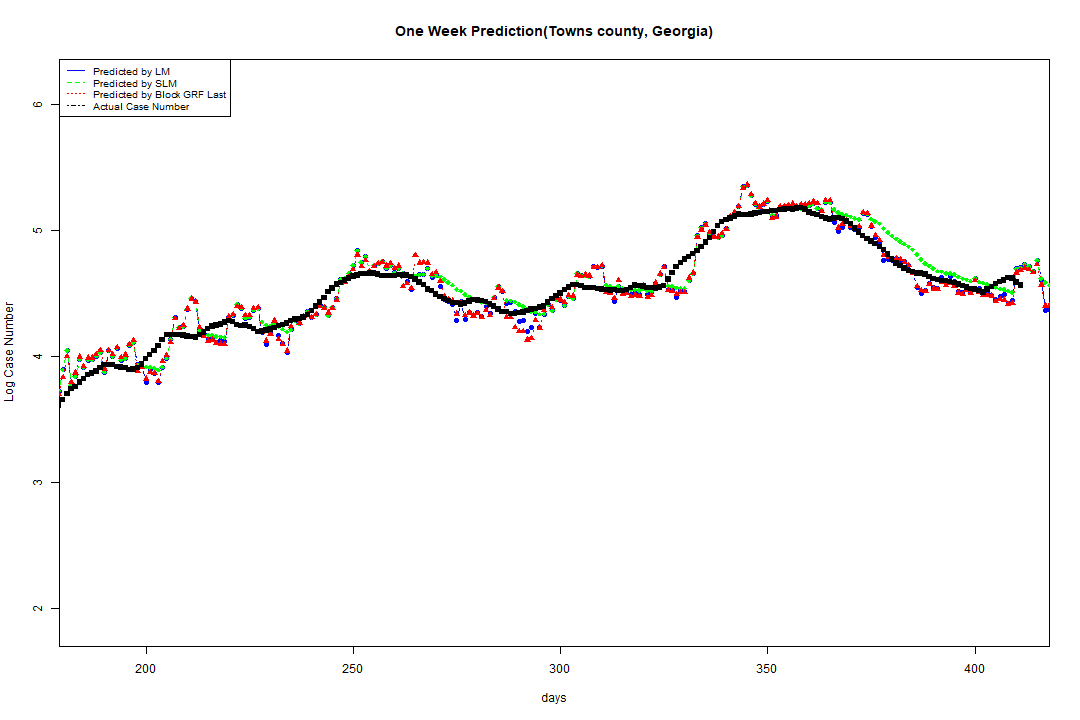 One Week Prediction(Towns county, Georgia)
Predicted by LM
Predicted by SLM
Predicted by Block GRF Last
Actual Case Number
6
5
4
3
2
Log Case Number
200 250 300 350 400
days